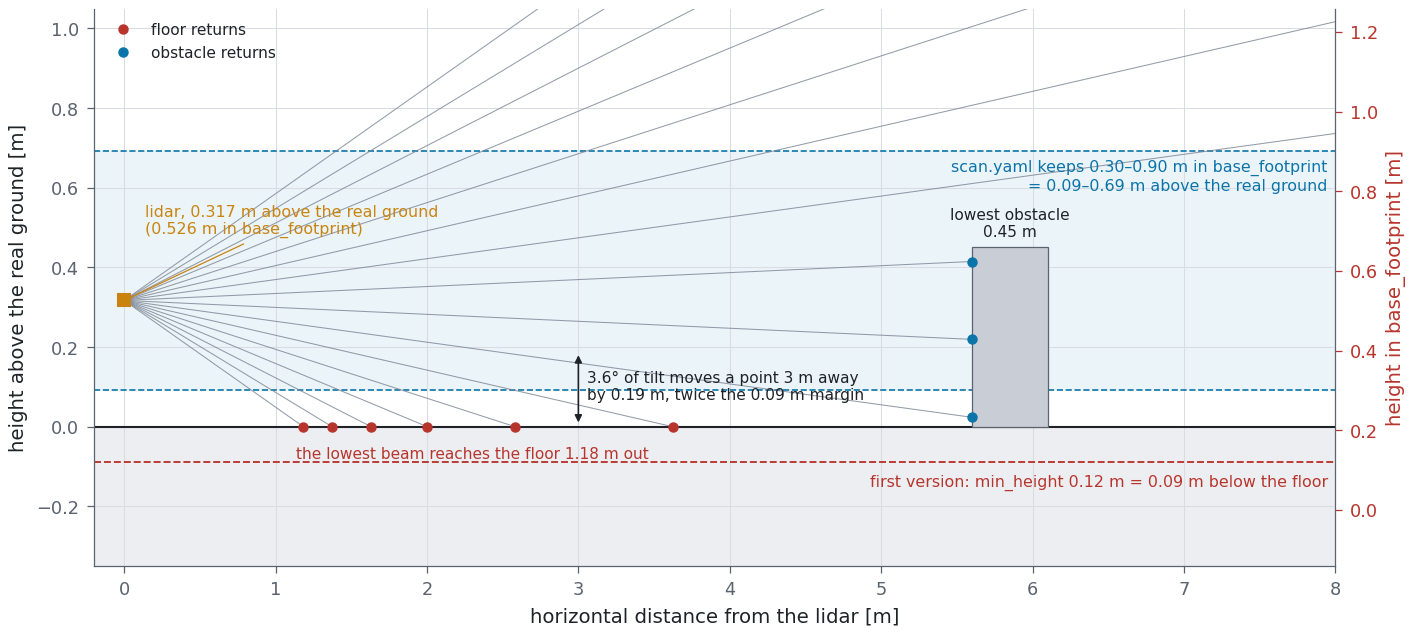 floor returns
obstacle returns
scan.yaml keeps 0.30–0.90 m in base_footprint
= 0.09–0.69 m above the real ground
lidar, 0.317 m above the real ground
(0.526 m in base_footprint)
lowest obstacle
0.45 m
3.6° of tilt moves a point 3 m away
by 0.19 m, twice the 0.09 m margin
the lowest beam reaches the floor 1.18 m out
first version: min_height 0.12 m = 0.09 m below the floor
height above the real ground [m]
1.0
0.8
0.6
0.4
0.2
0.0
−0.2
height in base_footprint [m]
1.2
1.0
0.8
0.6
0.4
0.2
0.0
0 1 2 3 4 5 6 7 8
horizontal distance from the lidar [m]